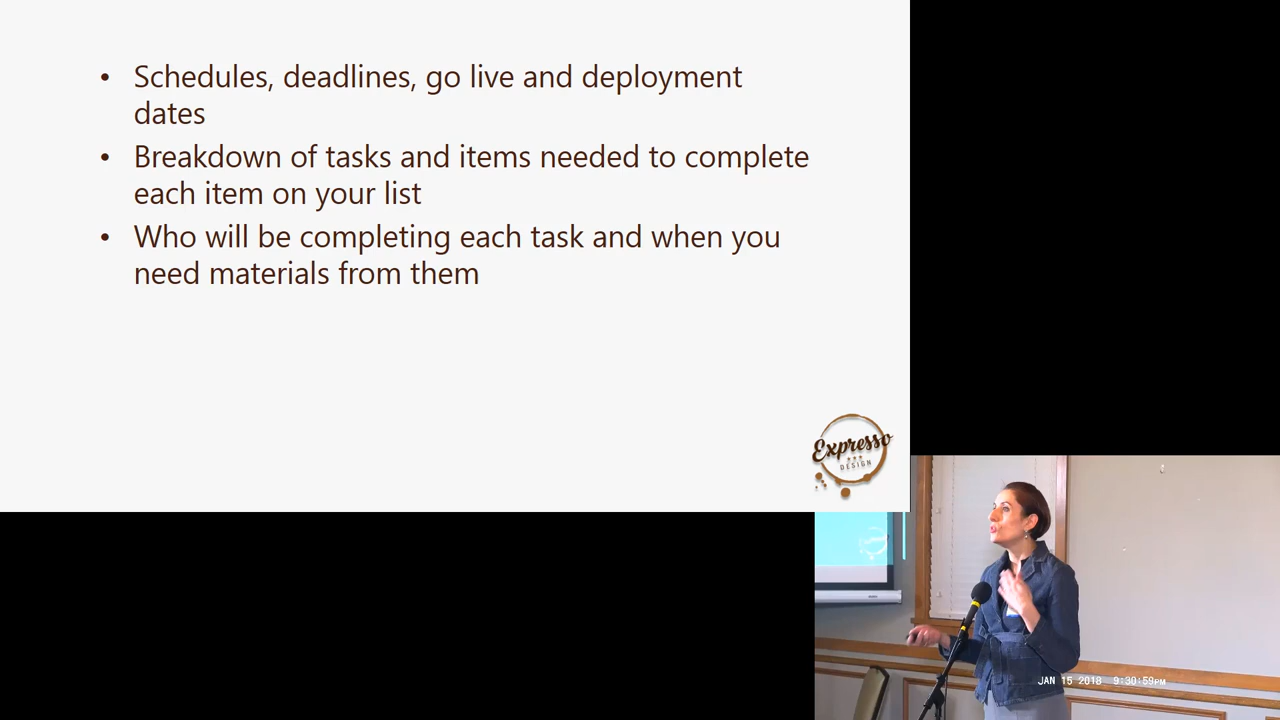 • Schedules, deadlines, go live and deployment
dates
• Breakdown of tasks and items needed to complete
each item on your list
• Who will be completing each task and when you
need materials from them
Expresso
DESIGN
JAN 15 2018 9:30:59PM